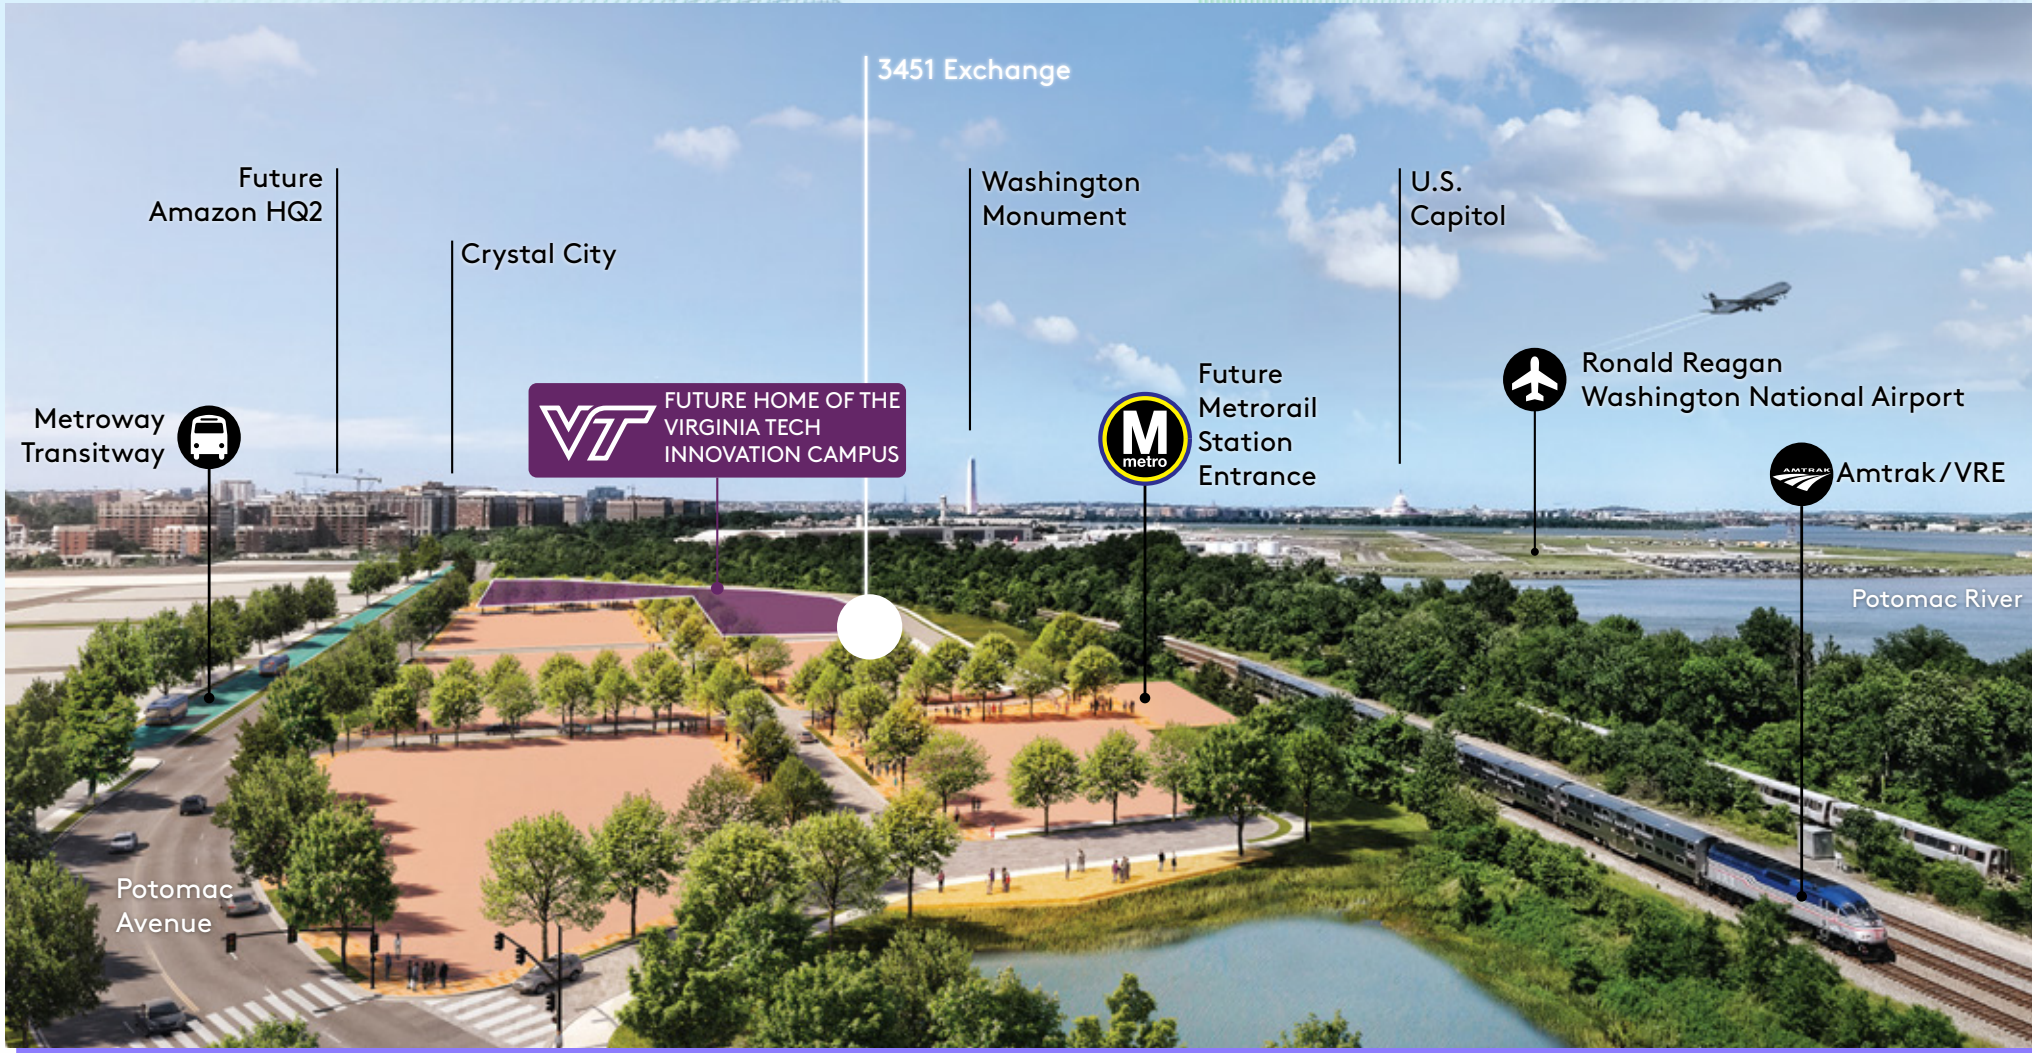 3451 Exchange
Future
Amazon HQ2
Crystal City
Washington
Monument
U.S.
Capitol
Metroway
Transitway
VT
FUTURE HOME OF THE
VIRGINIA TECH
INNOVATION CAMPUS
M
metro
Future
Metrorail
Station
Entrance
Ronald Reagan
Washington National Airport
AMTRAK
Amtrak/VRE
Potomac River
Potomac
Avenue